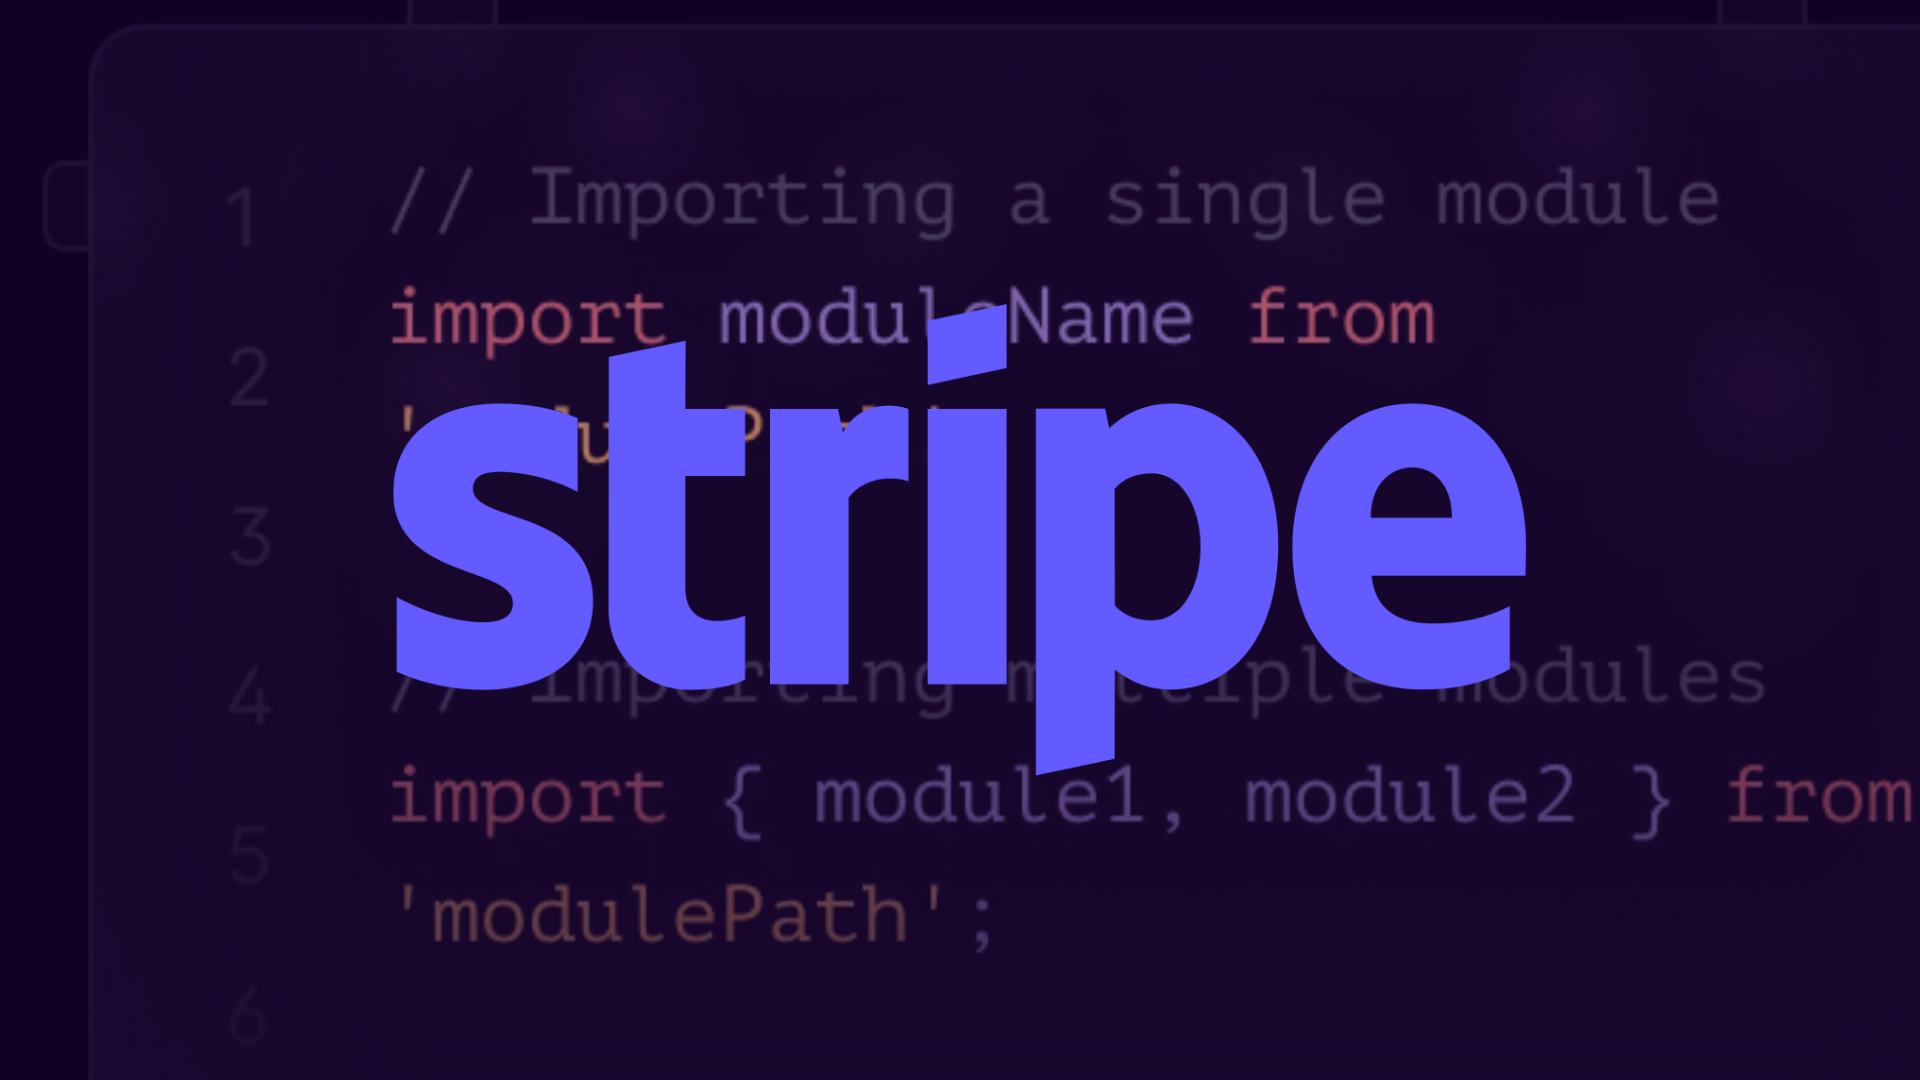 1 // Importing a single module
import moduleName from
2
stripe
3
4 // Importing multiple modules
import { module1, module2 } from
5
'modulePath';
6